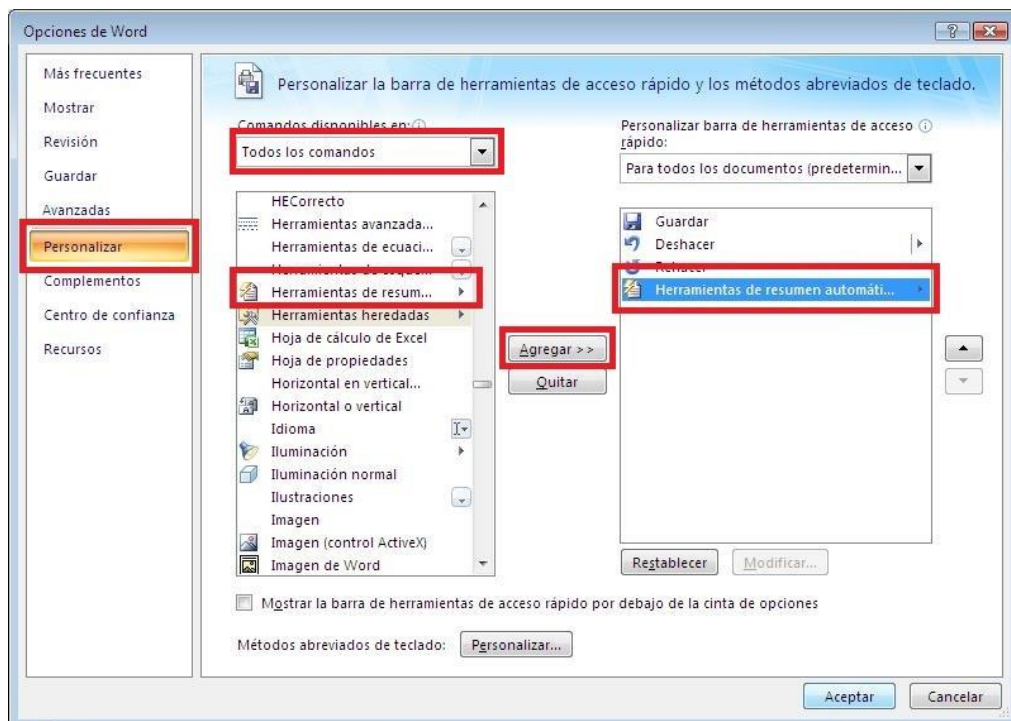 Opciones de Word
Más frecuentes
Mostrar
Revisión
Guardar
Avanzadas
Personalizar
Complementos
Centro de confianza
Recursos
Personalizar la barra de herramientas de acceso rápido y los métodos abreviados de teclado.
Comandos disponibles en:
Todos los comandos
HECorrecto
Herramientas avanzada...
Herramientas de ecuaci...
Herramientas de esque...
Herramientas de resum...
Herramientas heredadas
Hoja de cálculo de Excel
Hoja de propiedades
Horizontal en vertical...
Horizontal o vertical
Idioma
Iluminación
Iluminación normal
Ilustraciones
Imagen
Imagen (control ActiveX)
Imagen de Word
Agregar >>
Quitar
Personalizar barra de herramientas de acceso
rápido:
Para todos los documentos (predetermin...
Guardar
Deshacer
Rehacer
Herramientas de resumen automáti...
Restablecer
Modificar...
Mostrar la barra de herramientas de acceso rápido por debajo de la cinta de opciones
Métodos abreviados de teclado:
Personalizar...
Aceptar
Cancelar